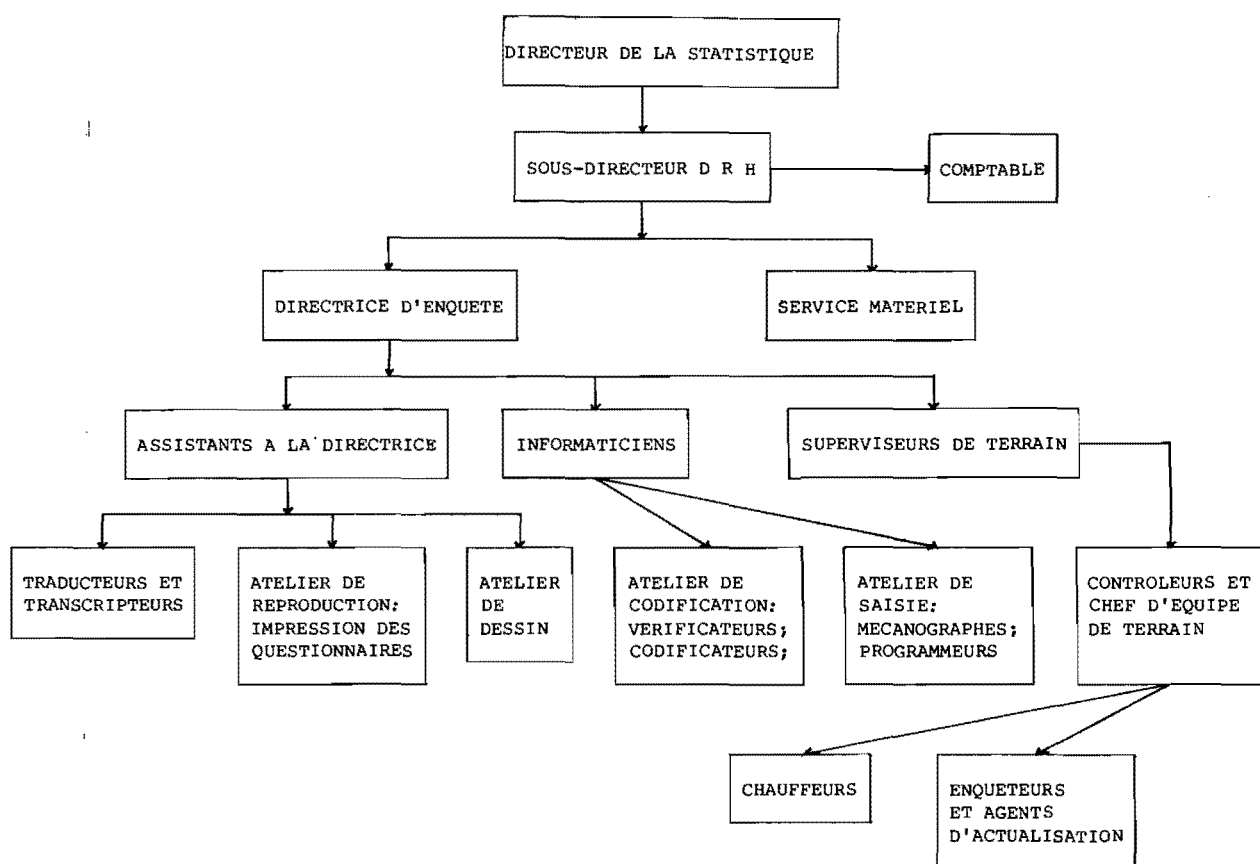 DIRECTEUR DE LA STATISTIQUE
SOUS-DIRECTEUR D R H
COMPTABLE
DIRECTRICE D'ENQUETE
SERVICE MATERIEL
ASSISTANTS A LA DIRECTRICE
INFORMATICIENS
SUPERVISEURS DE TERRAIN
TRADUCTEURS ET
TRANSCRIPTEURS
ATELIER DE
REPRODUCTION:
IMPRESSION DES
QUESTIONNAIRES
ATELIER
DE
DESSIN
ATELIER DE
CODIFICATION:
VERIFICATEURS;
CODIFICATEURS;
ATELIER DE
SAISIE:
MECANOGRAPHES;
PROGRAMMEURS
CONTROLEURS ET
CHEF D'EQUIPE
DE TERRAIN
CHAUFFEURS
ENQUETEURS
ET AGENTS
D'ACTUALISATION